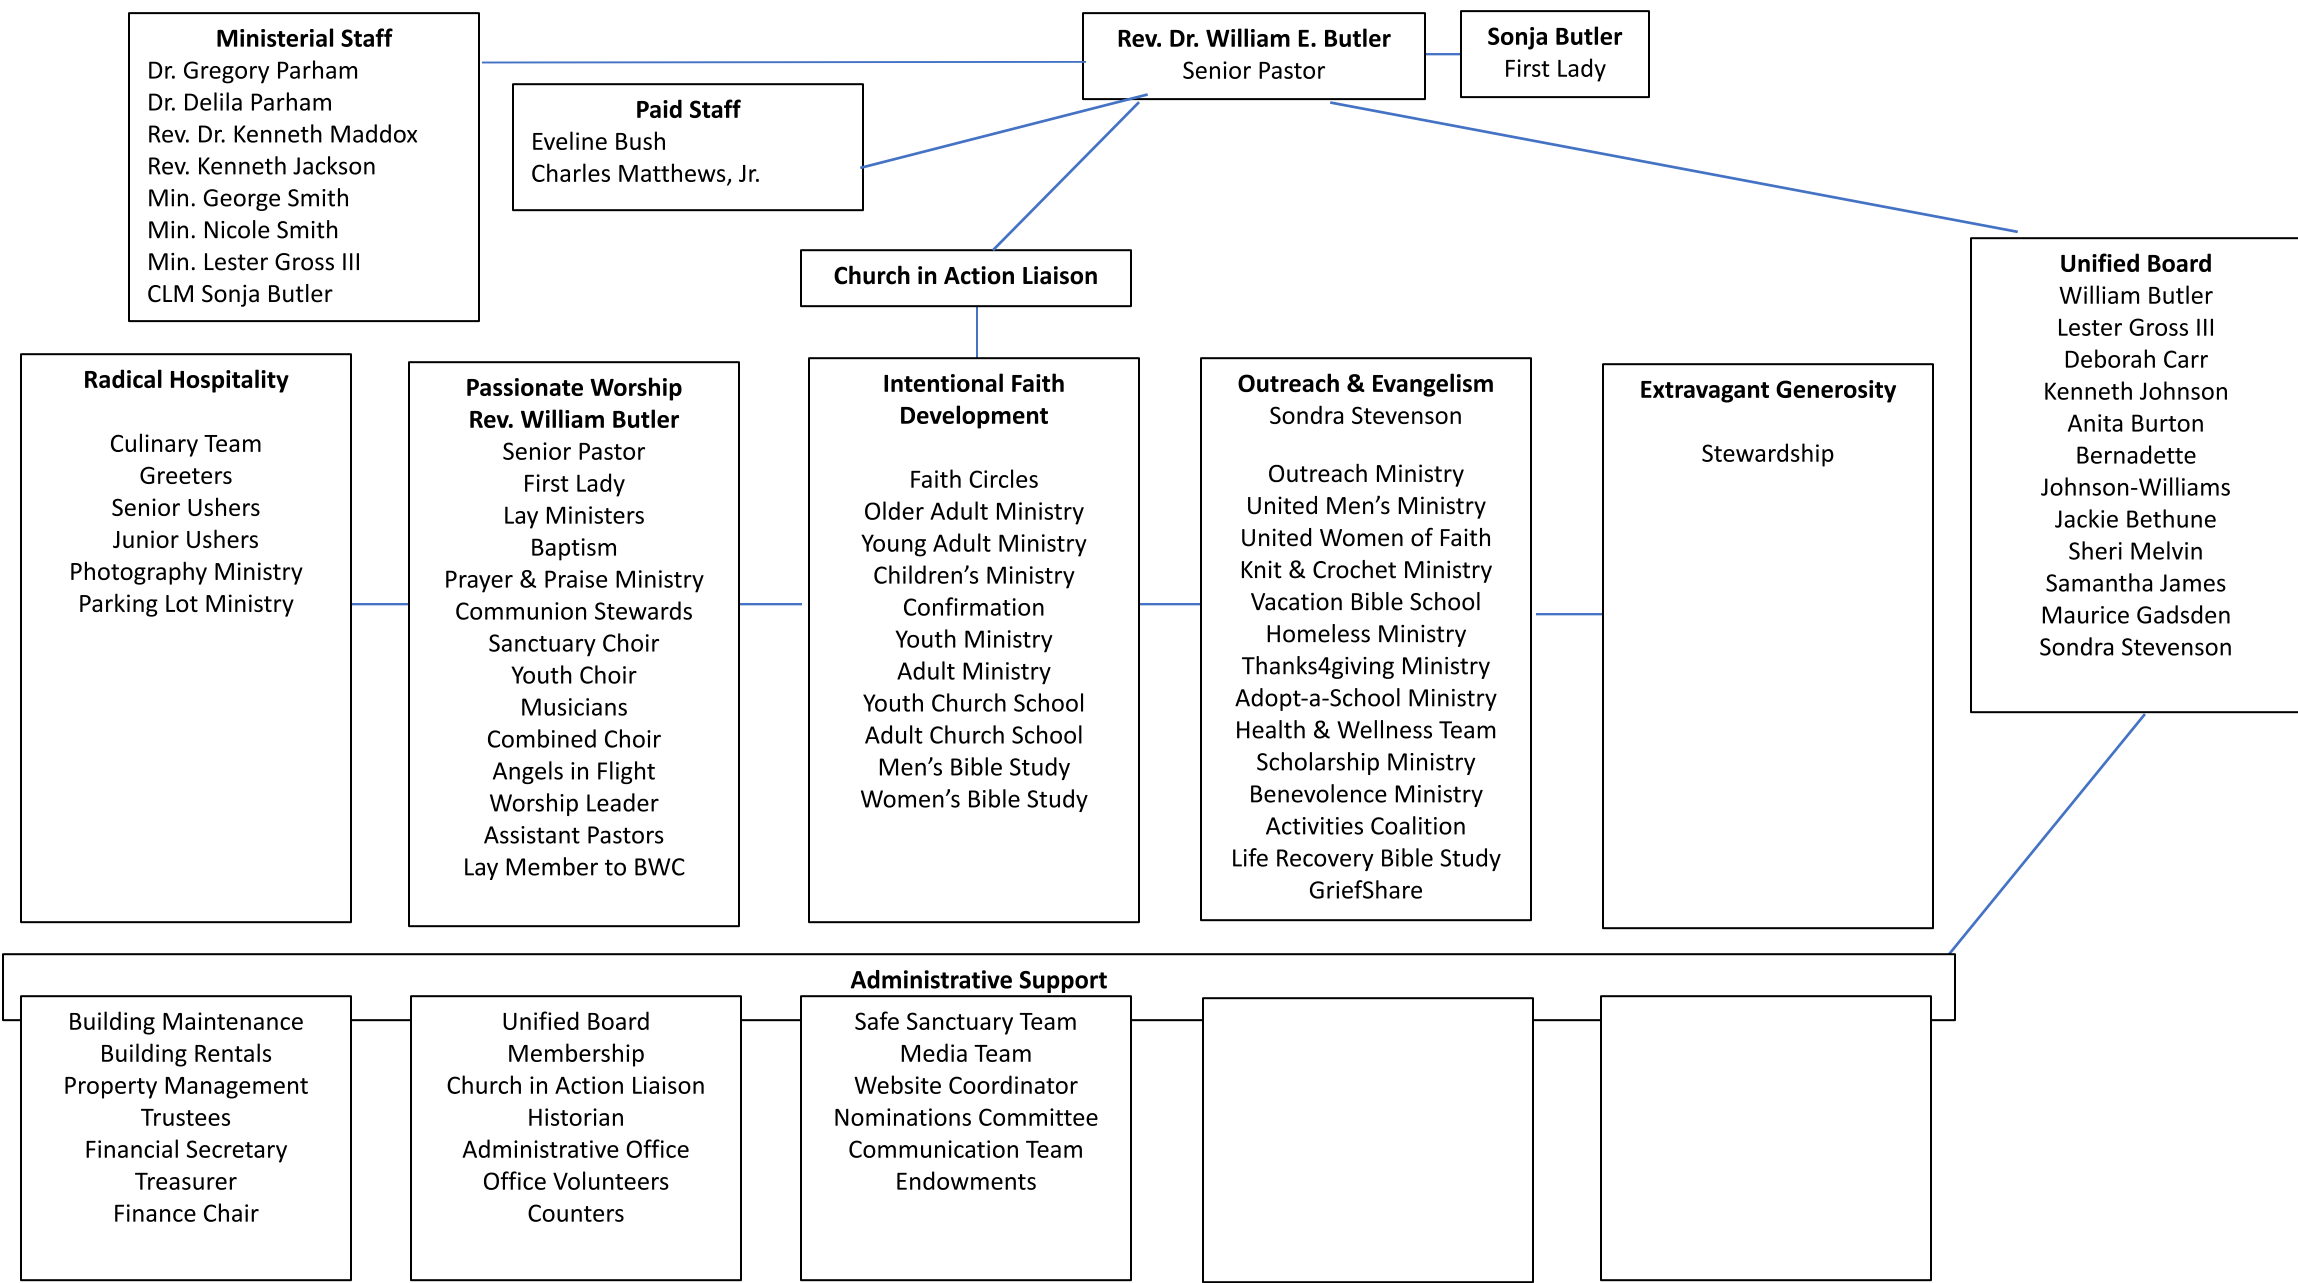 Ministerial Staff
Dr. Gregory Parham
Dr. Delila Parham
Rev. Dr. Kenneth Maddox
Rev. Kenneth Jackson
Min. George Smith
Min. Nicole Smith
Min. Lester Gross III
CLM Sonja Butler
Paid Staff
Eveline Bush
Charles Matthews, Jr.
Rev. Dr. William E. Butler
Senior Pastor
Sonja Butler
First Lady
Church in Action Liaison
Unified Board
William Butler
Lester Gross III
Deborah Carr
Kenneth Johnson
Anita Burton
Bernadette
Johnson-Williams
Jackie Bethune
Sheri Melvin
Samantha James
Maurice Gadsden
Sondra Stevenson
Radical Hospitality
Culinary Team
Greeters
Senior Ushers
Junior Ushers
Photography Ministry
Parking Lot Ministry
Passionate Worship
Rev. William Butler
Senior Pastor
First Lady
Lay Ministers
Baptism
Prayer & Praise Ministry
Communion Stewards
Sanctuary Choir
Youth Choir
Musicians
Combined Choir
Angels in Flight
Worship Leader
Assistant Pastors
Lay Member to BWC
Intentional Faith
Development
Faith Circles
Older Adult Ministry
Young Adult Ministry
Children’s Ministry
Confirmation
Youth Ministry
Adult Ministry
Youth Church School
Adult Church School
Men’s Bible Study
Women’s Bible Study
Outreach & Evangelism
Sondra Stevenson
Outreach Ministry
United Men’s Ministry
United Women of Faith
Knit & Crochet Ministry
Vacation Bible School
Homeless Ministry
Thanks4giving Ministry
Adopt-a-School Ministry
Health & Wellness Team
Scholarship Ministry
Benevolence Ministry
Activities Coalition
Life Recovery Bible Study
GriefShare
Extravagant Generosity
Stewardship
Administrative Support
Building Maintenance
Building Rentals
Property Management
Trustees
Financial Secretary
Treasurer
Finance Chair
Unified Board
Membership
Church in Action Liaison
Historian
Administrative Office
Office Volunteers
Counters
Safe Sanctuary Team
Media Team
Website Coordinator
Nominations Committee
Communication Team
Endowments